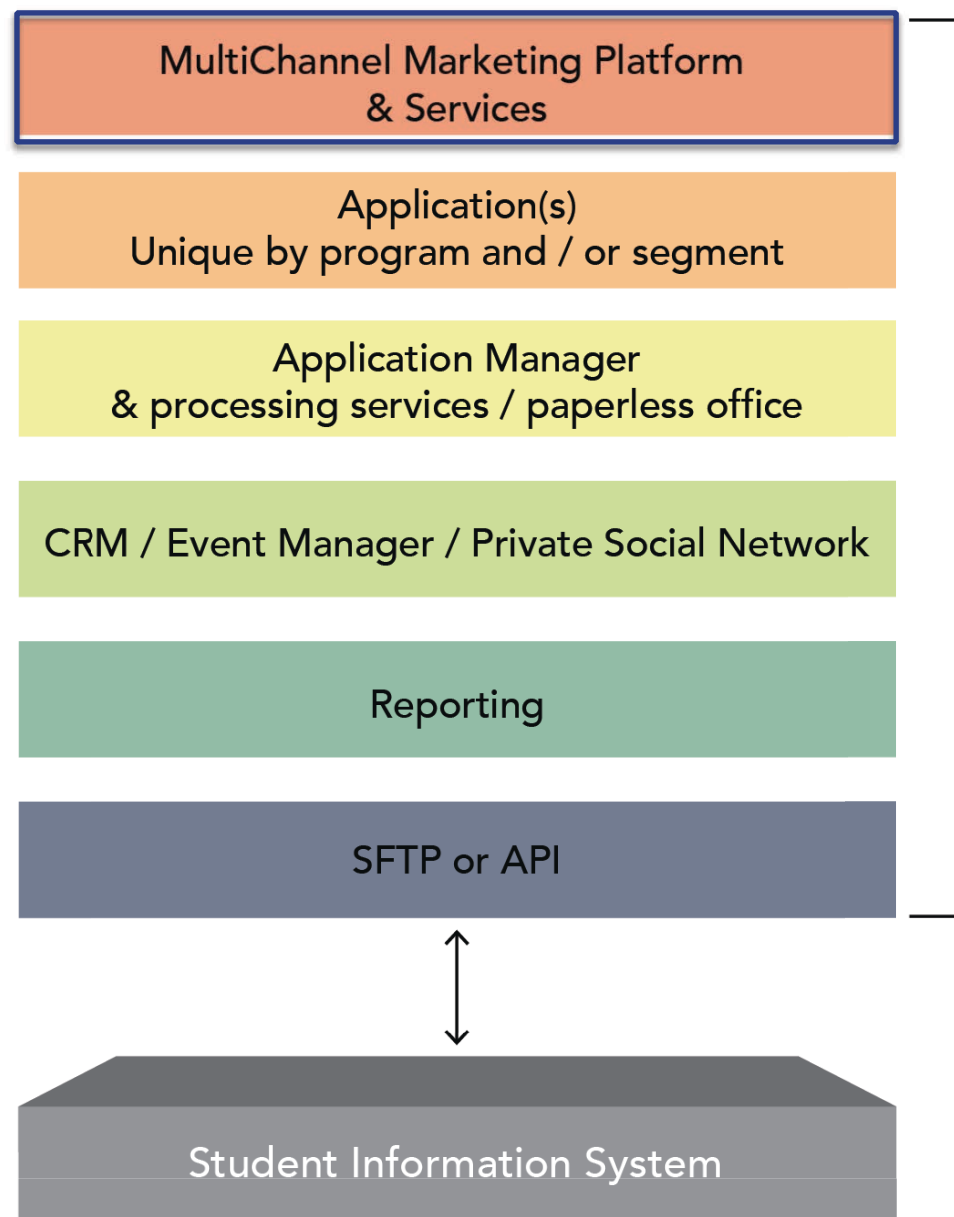 MultiChannel Marketing Platform
& Services
Application(s)
Unique by program and / or segment
Application Manager
& processing services / paperless office
CRM / Event Manager / Private Social Network
Reporting
SFTP or API
Student Information System